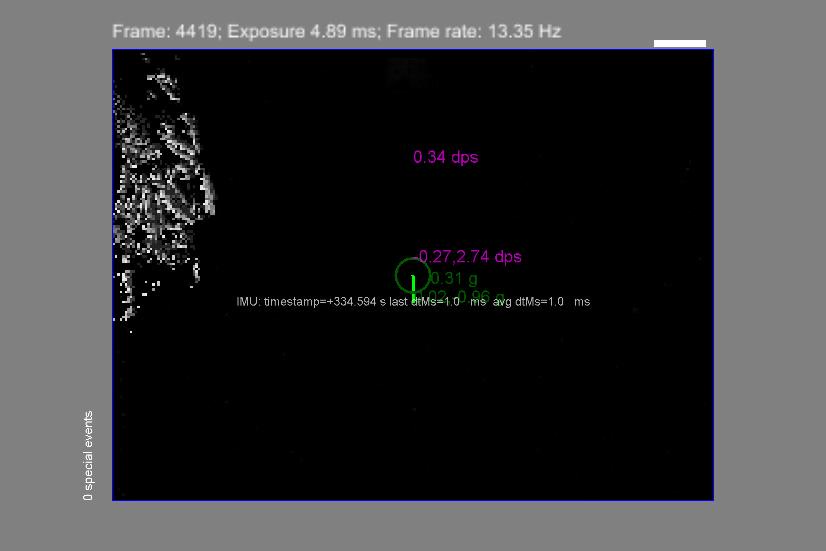 Frame: 4419; Exposure 4.89 ms; Frame rate: 13.35 Hz
0.34 dps
-0.27,2.74 dps
0.31 g
IMU: timestamp=+334.594 s last dtMs=1.0 ms avg dtMs=1.0 ms
0 special events